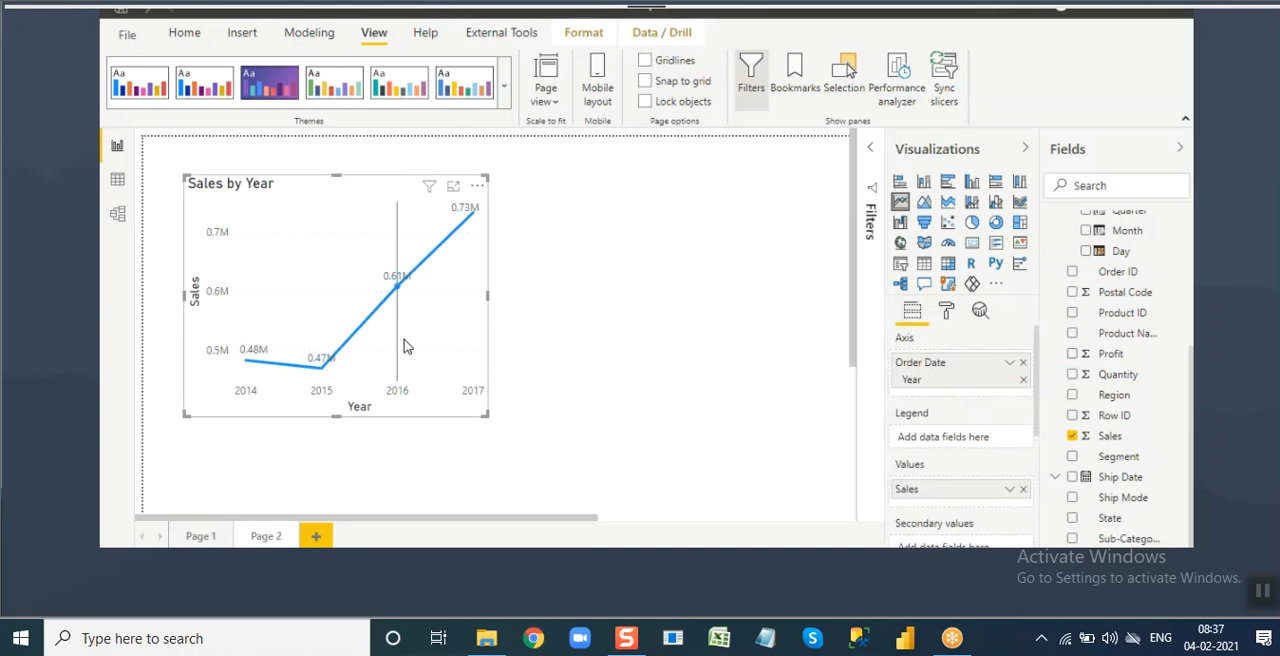 File Home Insert Modeling View Help External Tools Format Data / Drill
Aa Aa Aa Aa Aa Aa
Page view
Mobile layout
Gridlines
Snap to grid
Lock objects
Filters
Bookmarks
Selection
Performance analyzer
Sync slicers
Themes Scale to fit Mobile Page options Show panes
Sales by Year
0.73M
0.7M
0.61M
0.6M
0.5M
0.48M
0.47M
Sales
2014 2015 2016 2017
Year
Filters
Visualizations
R Py
Axis
Order Date
Year
Legend
Add data fields here
Values
Sales
Secondary values
Add data fields here
Fields
Search
Quarter
Month
Day
Order ID
Σ Postal Code
Product ID
Product Na...
Σ Profit
Σ Quantity
Region
Σ Row ID
Σ Sales
Segment
Ship Date
Ship Mode
State
Sub-Catego...
Page 1 Page 2 +
Activate Windows
Go to Settings to activate Windows.
Type here to search
ENG
08:37
04-02-2021